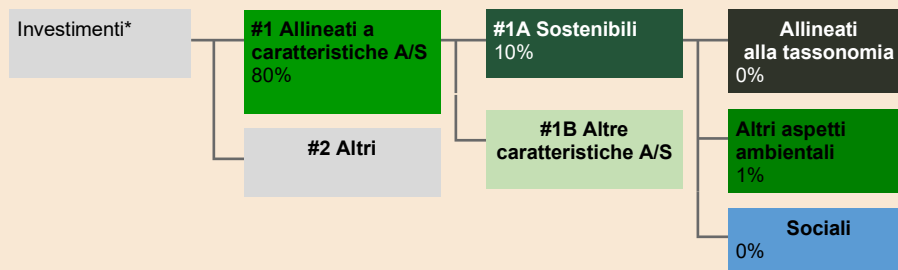 Investimenti*
#1 Allineati a
caratteristiche A/S
80%
#2 Altri
#1A Sostenibili
10%
#1B Altre
caratteristiche A/S
Allineati
alla tassonomia
0%
Altri aspetti
ambientali
1%
Sociali
0%